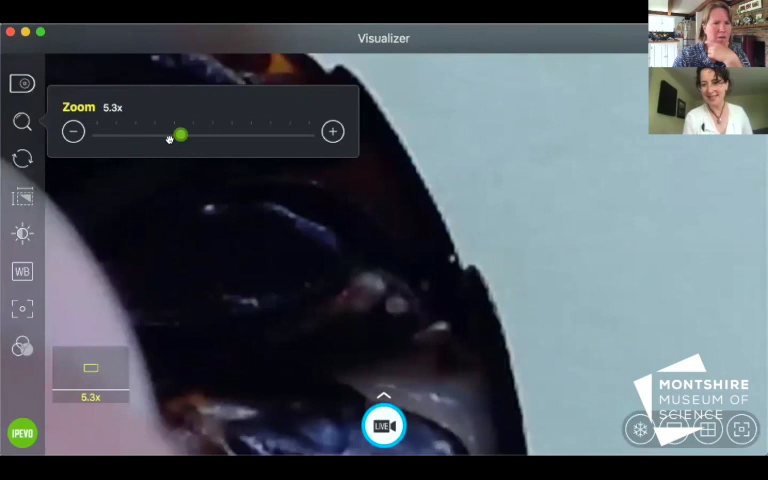 Visualizer
Zoom 5.3x
WB
5.3x
LIVE
IPEVO
MONTSHIRE
MUSEUM OF
SCIENCE